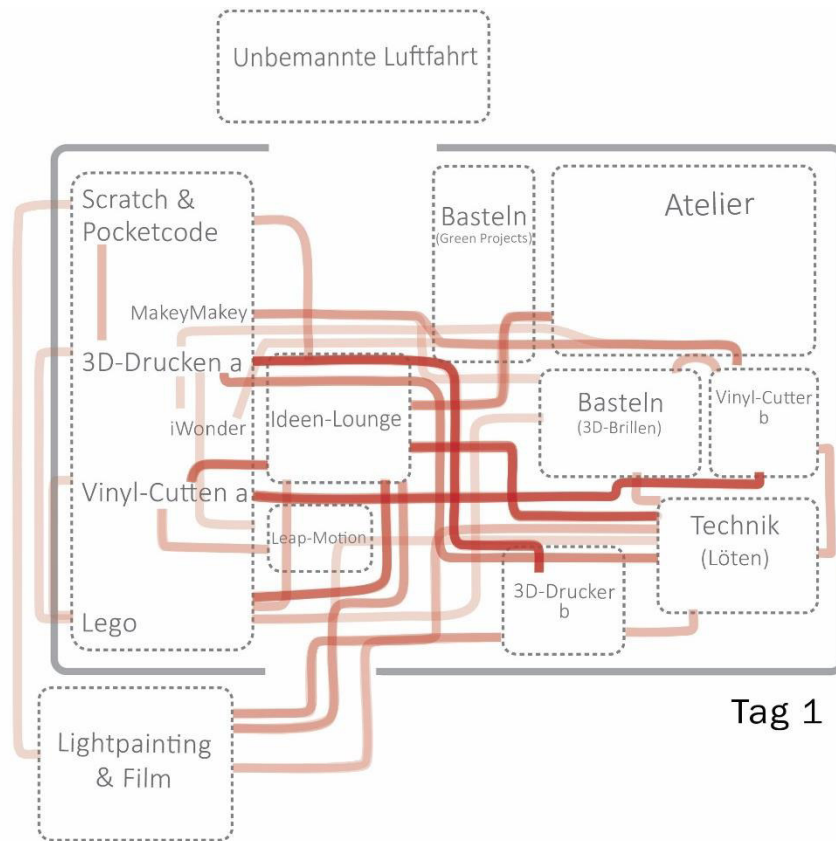 Unbemannte Luftfahrt
Scratch &
Pocketcode
MakeyMakey
3D-Drucken a
iWonder
Vinyl-Cutten a
Lego
Ideen-Lounge
Leap-Motion
Basteln
(Green Projects)
Atelier
Basteln
(3D-Brillen)
Vinyl-Cutter
b
Technik
(Löten)
3D-Drucker
b
Lightpainting
& Film
Tag 1